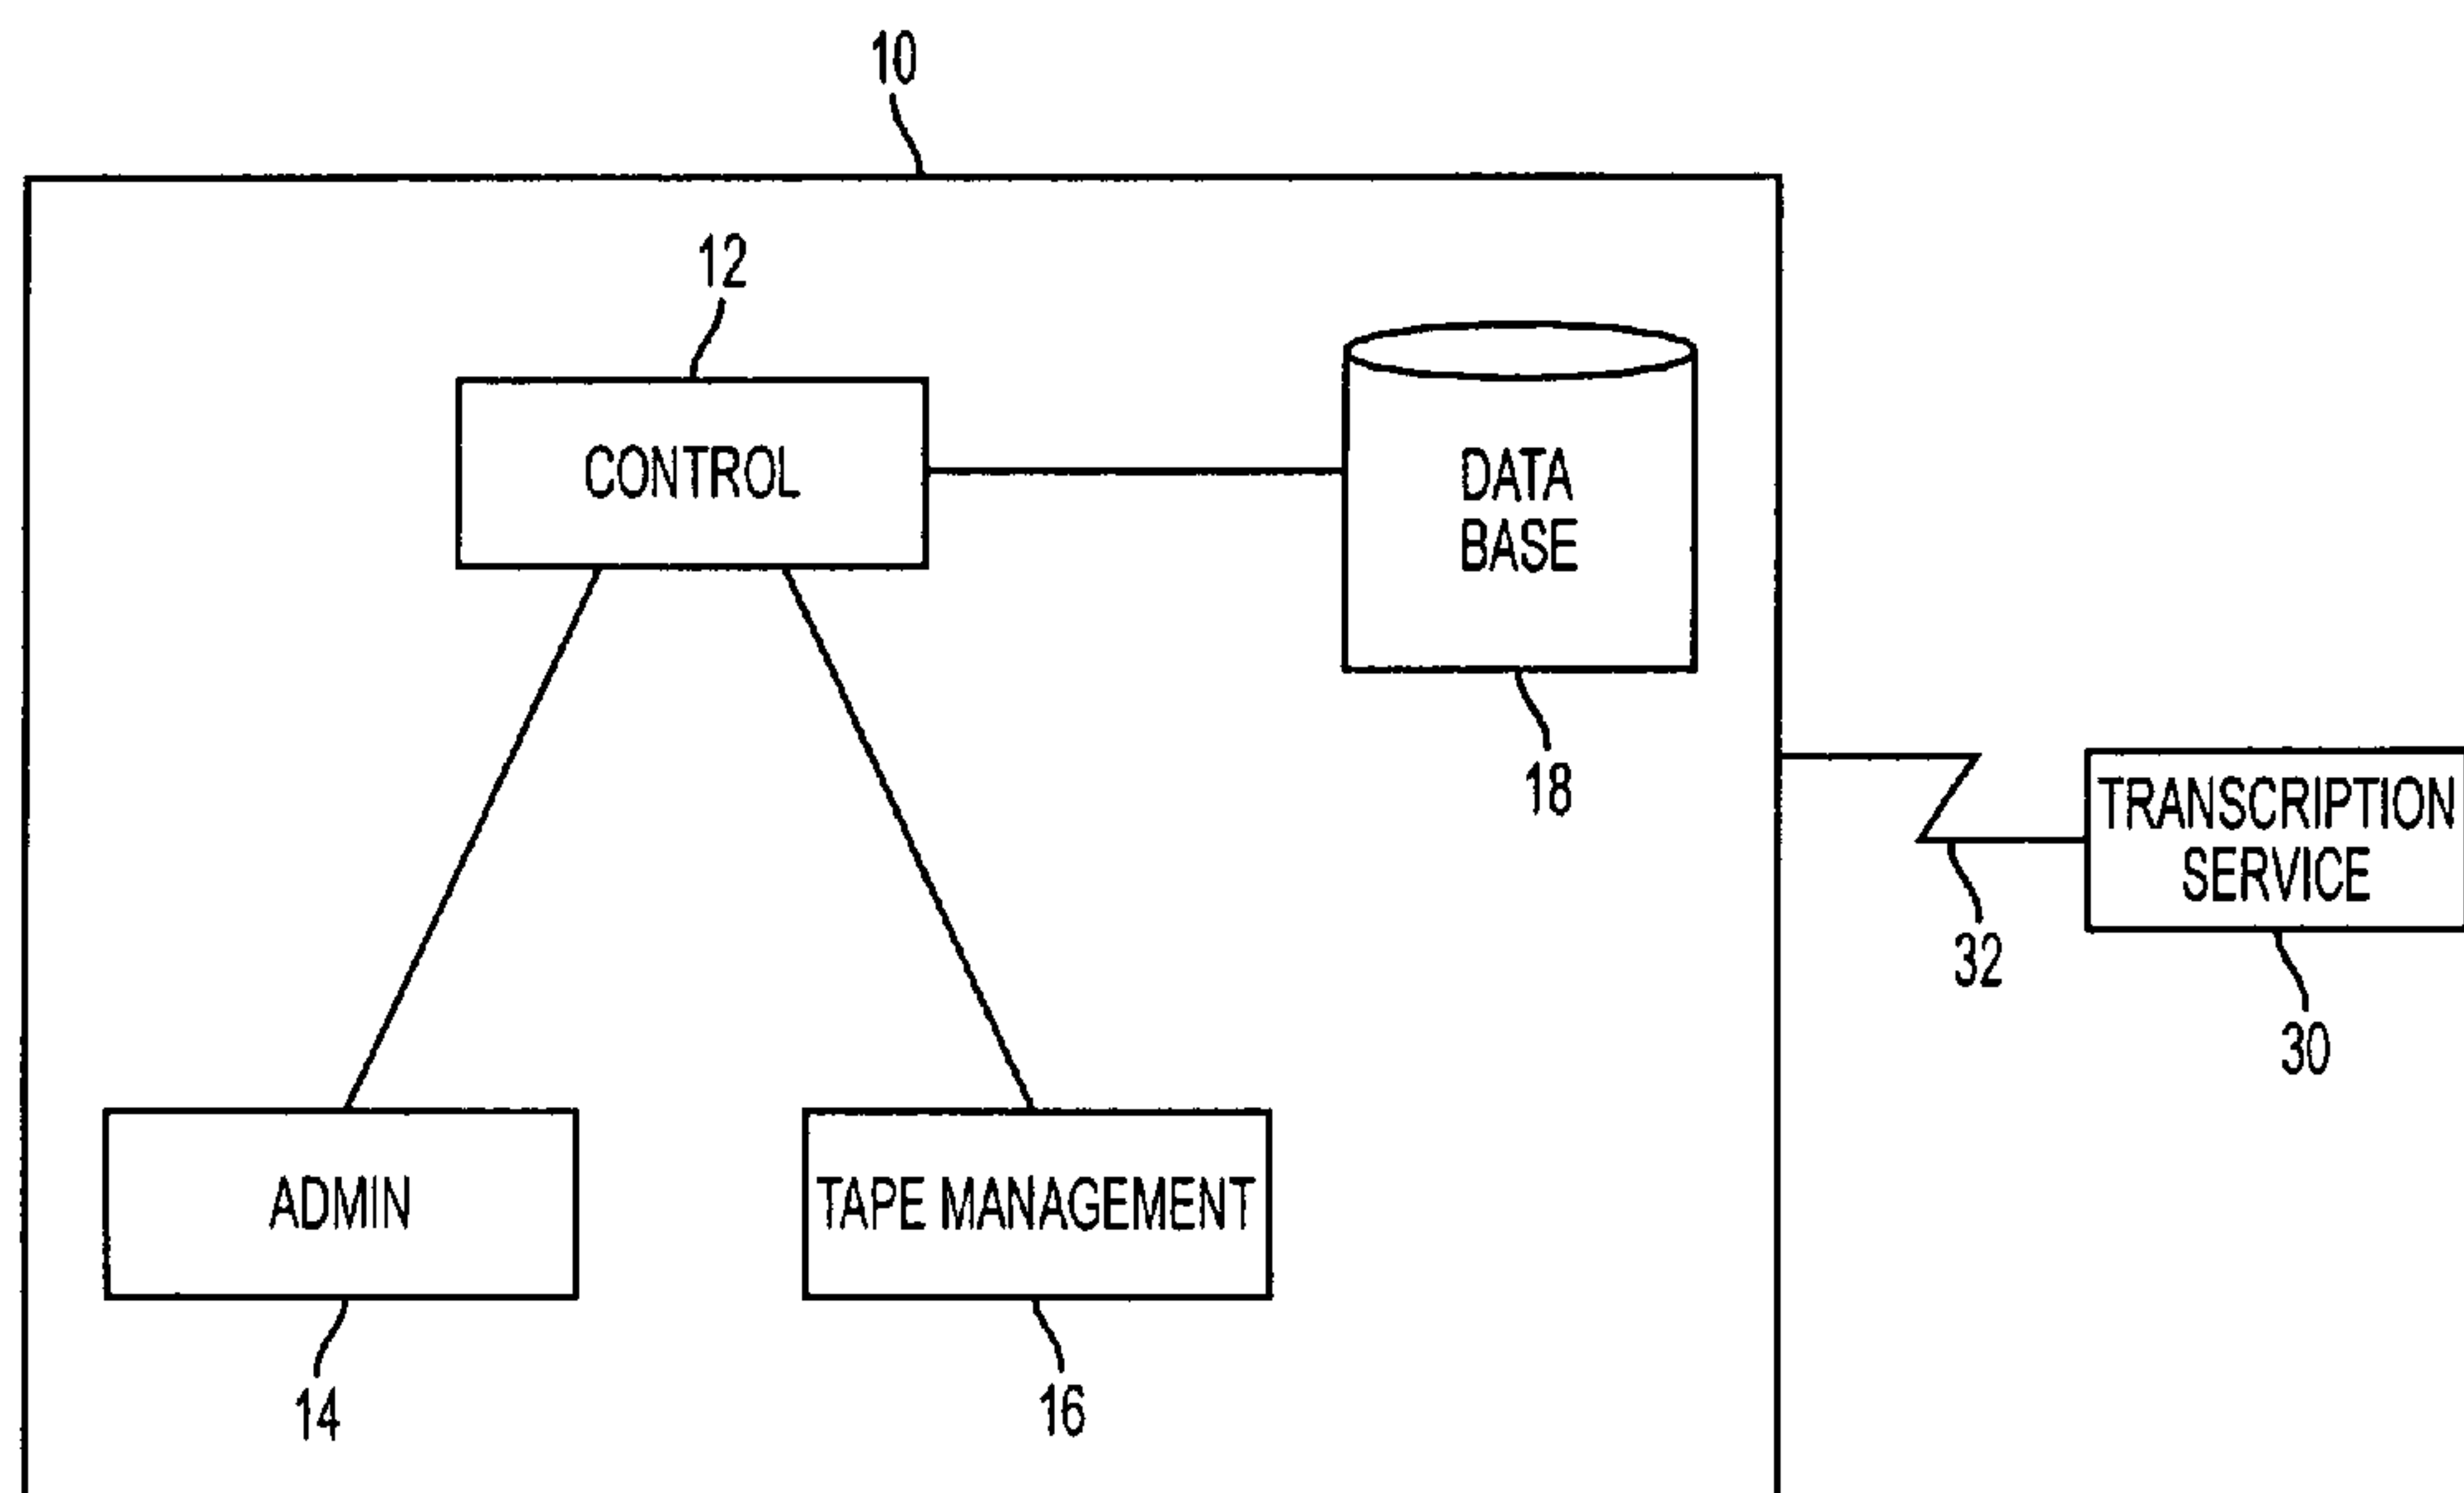 10
12
CONTROL
DATA
BASE
18
TRANSCRIPTION
SERVICE
32
30
ADMIN
TAPE MANAGEMENT
14
16